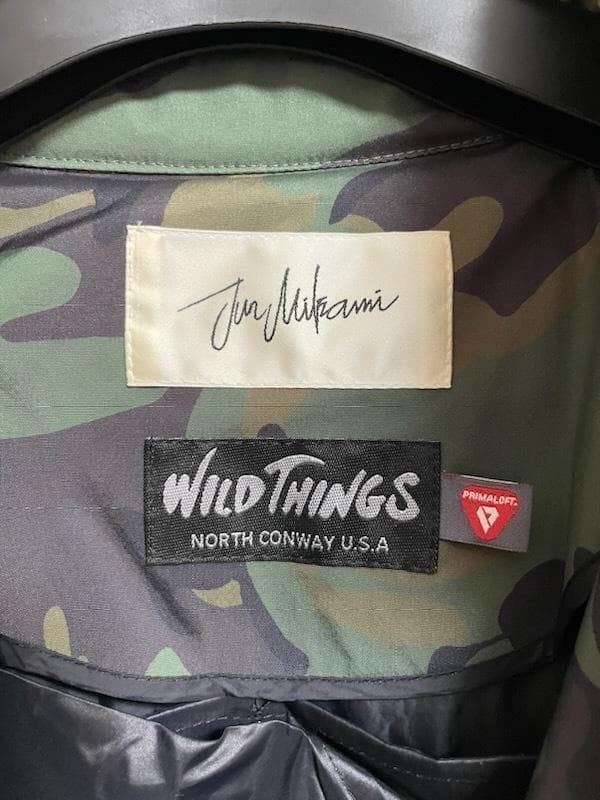 Jun Mikami
WILD THINGS
NORTH CONWAY U.S.A
PRIMALOFT®